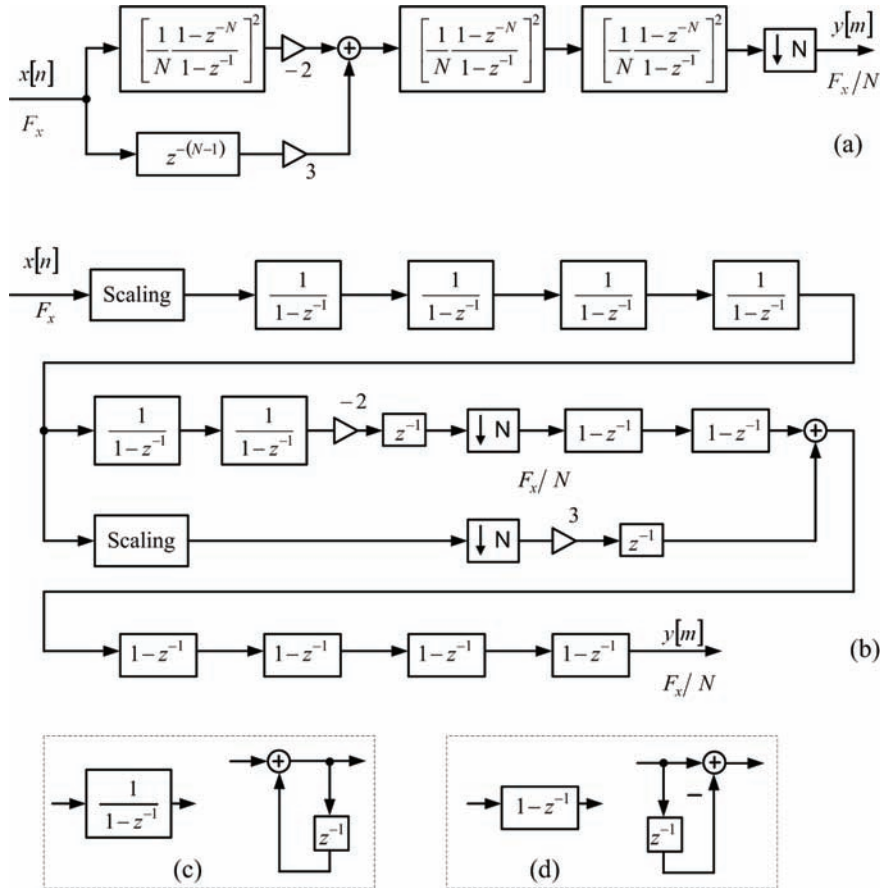 x[n]
F_x
[1/N (1-z^{-N})/(1-z^{-1})]^2
-2
+
[1/N (1-z^{-N})/(1-z^{-1})]^2
[1/N (1-z^{-N})/(1-z^{-1})]^2
↓ N
y[m]
F_x/N
z^{-(N-1)}
3
(a)
x[n]
F_x
Scaling
1/(1-z^{-1})
1/(1-z^{-1})
1/(1-z^{-1})
1/(1-z^{-1})
1/(1-z^{-1})
1/(1-z^{-1})
-2
z^{-1}
↓ N
F_x/N
1-z^{-1}
1-z^{-1}
+
Scaling
↓ N
3
z^{-1}
1-z^{-1}
1-z^{-1}
1-z^{-1}
1-z^{-1}
y[m]
F_x/N
(b)
1/(1-z^{-1})
+
z^{-1}
(c)
1-z^{-1}
+
−
z^{-1}
(d)